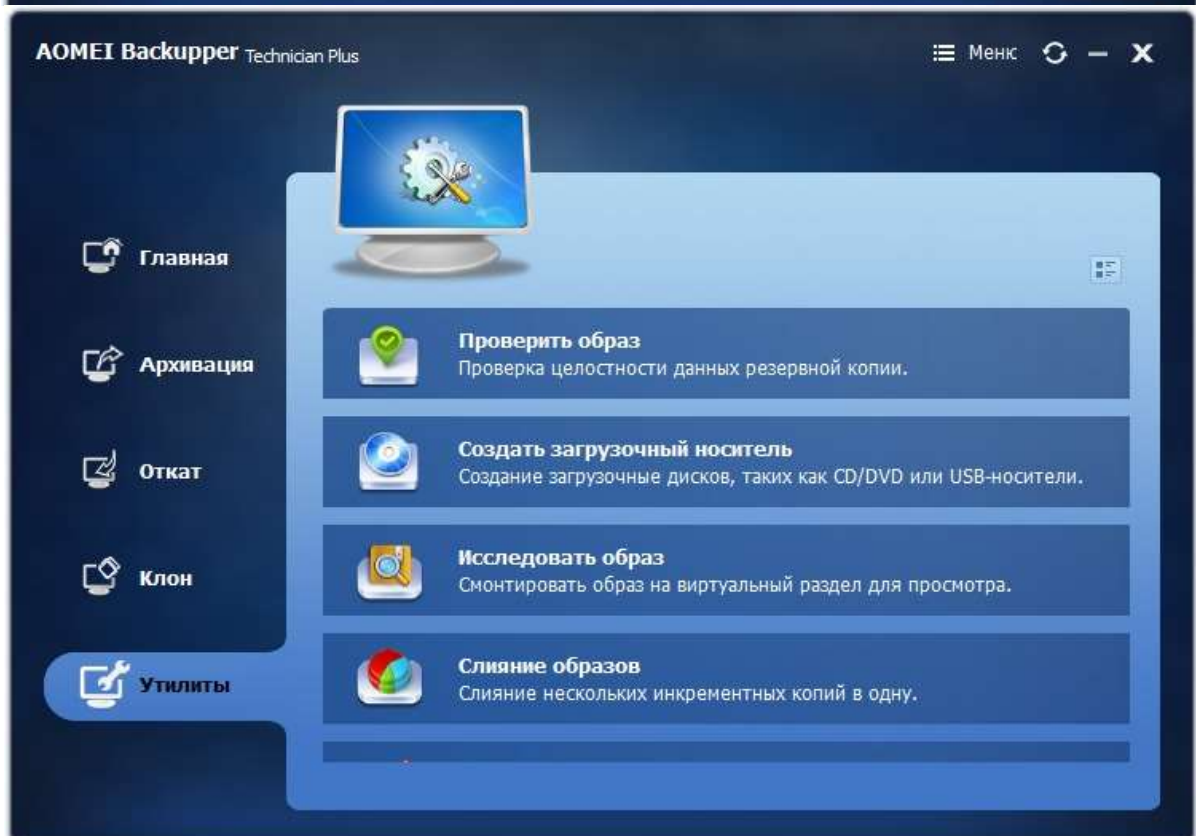 AOMEI Backupper Technician Plus
Менк
Главная
Архивация
Откат
Клон
Утилиты
Проверить образ
Проверка целостности данных резервной копии.
Создать загрузочный носитель
Создание загрузочные дисков, таких как CD/DVD или USB-носители.
Исследовать образ
Смонтировать образ на виртуальный раздел для просмотра.
Слияние образов
Слияние нескольких инкрементных копий в одну.